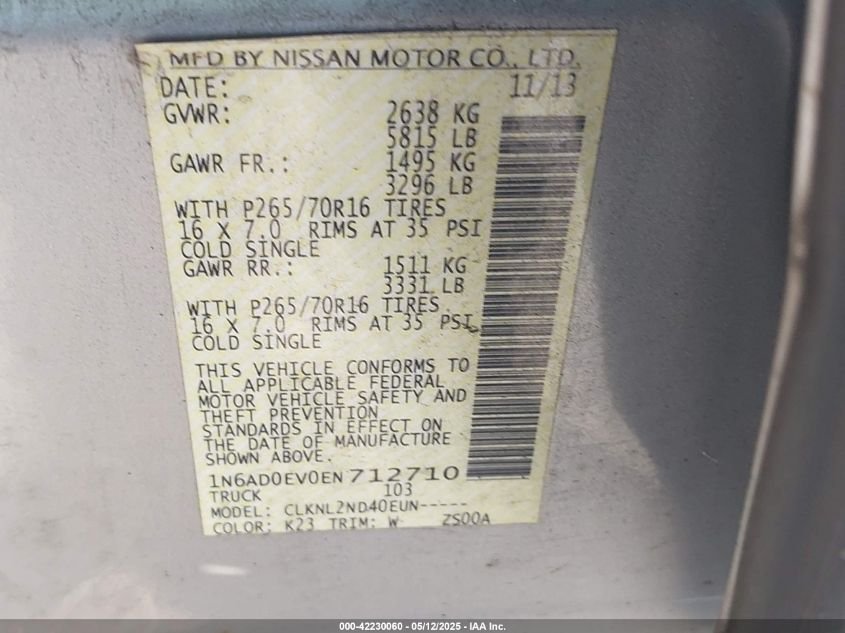 MFD BY NISSAN MOTOR CO., LTD.
DATE: 11/13
GVWR: 2638 KG
5815 LB
GAWR FR.: 1495 KG
3296 LB
WITH P265/70R16 TIRES
16 X 7.0 RIMS AT 35 PSI
COLD SINGLE
GAWR RR.: 1511 KG
3331 LB
WITH P265/70R16 TIRES
16 X 7.0 RIMS AT 35 PSI
COLD SINGLE
THIS VEHICLE CONFORMS TO
ALL APPLICABLE FEDERAL
MOTOR VEHICLE SAFETY AND
THEFT PREVENTION
STANDARDS IN EFFECT ON
THE DATE OF MANUFACTURE
SHOWN ABOVE.
1N6AD0EV0EN712710
TRUCK 103
MODEL: CLKNL2ND40EUN-----
COLOR: K23 TRIM: W ZS00A
000-42230060 - 05/12/2025 - IAA Inc.